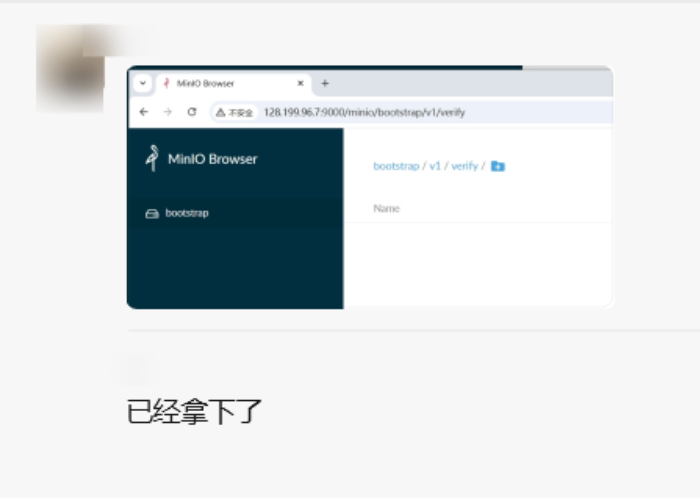 MinIO Browser
不安全 128.199.96.7:9000/minio/bootstrap/v1/verify
MinIO Browser
bootstrap / v1 / verify /
bootstrap
Name
已经拿下了